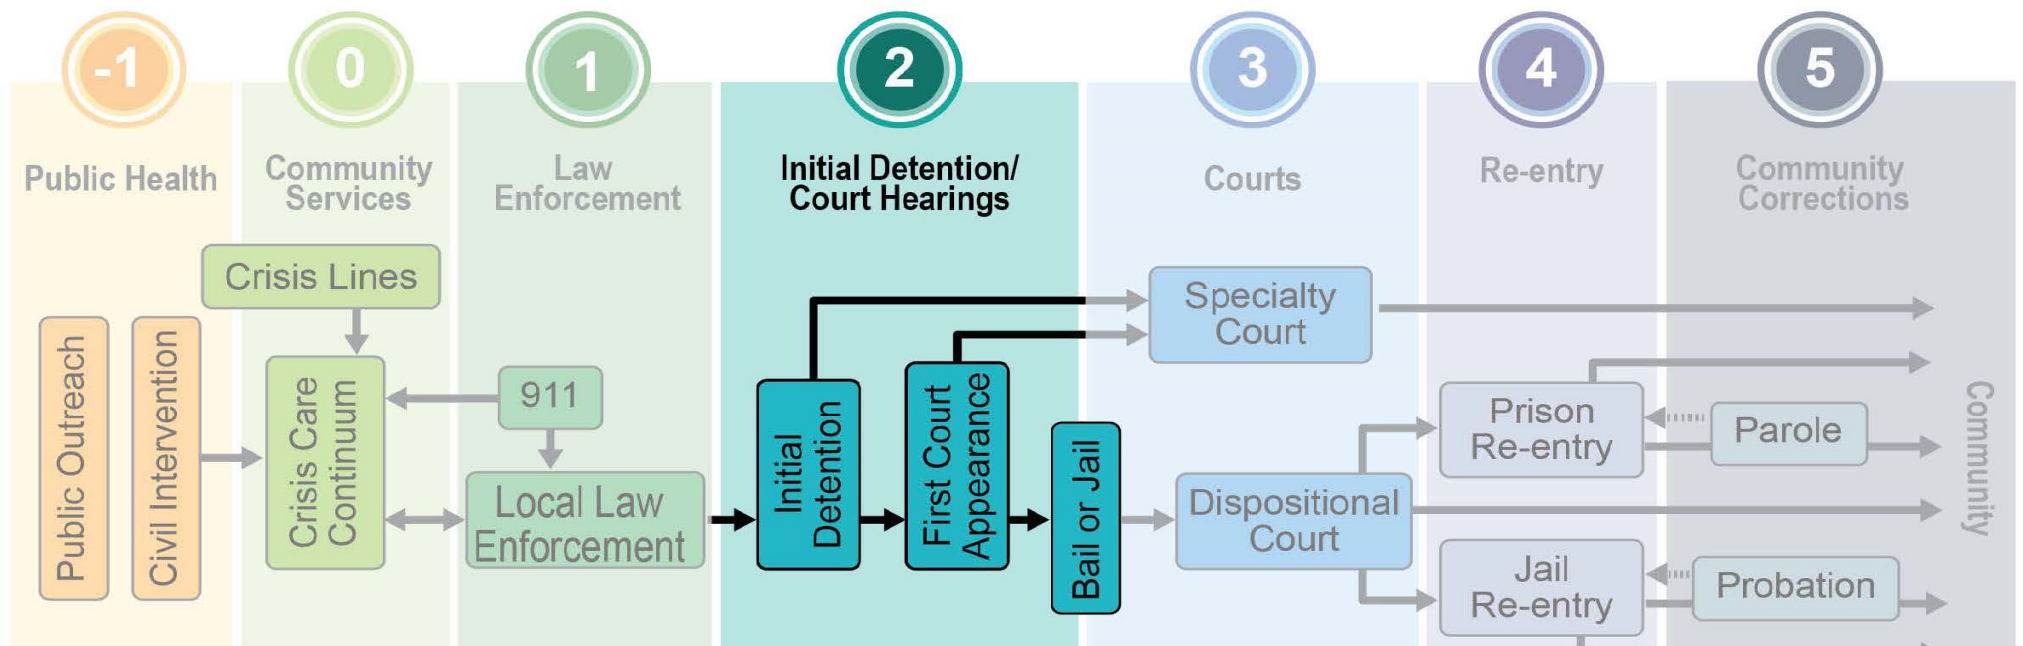 -1
0
1
2
3
4
5
Public Health
Community
Services
Law
Enforcement
Initial Detention/
Court Hearings
Courts
Re-entry
Community
Corrections
Crisis Lines
Public Outreach
Civil Intervention
Crisis Care
Continuum
911
Local Law
Enforcement
Initial
Detention
First Court
Appearance
Bail or Jail
Specialty
Court
Dispositional
Court
Prison
Re-entry
Jail
Re-entry
Parole
Probation
Community